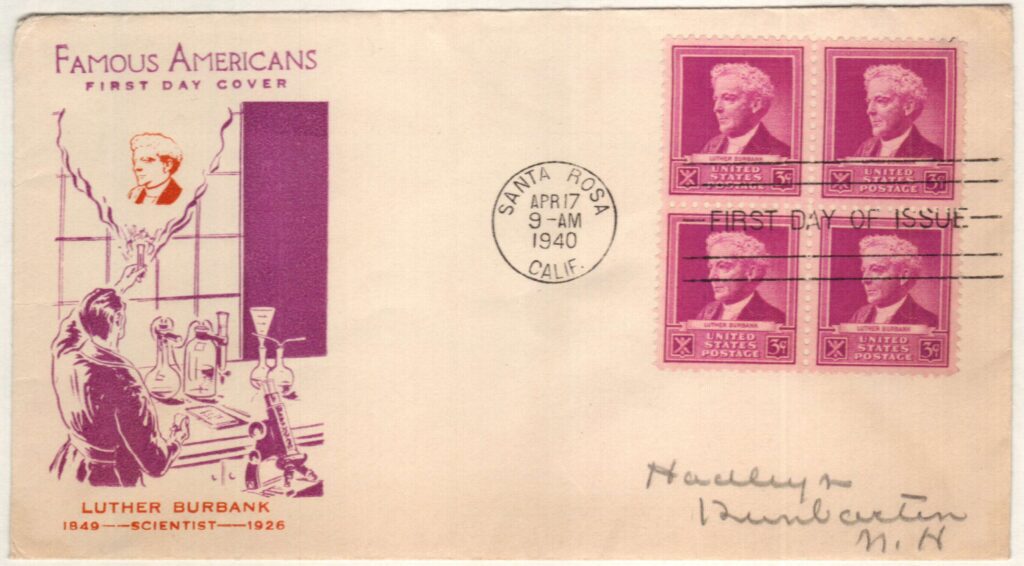 FAMOUS AMERICANS
FIRST DAY COVER
LUTHER BURBANK
1849——SCIENTIST——1926
SANTA ROSA
APR 17
9-AM
1940
CALIF.
LUTHER BURBANK
UNITED
STATES
POSTAGE
3¢
LUTHER BURBANK
UNITED
STATES
POSTAGE
3¢
FIRST DAY OF ISSUE
LUTHER BURBANK
UNITED
STATES
POSTAGE
3¢
LUTHER BURBANK
UNITED
STATES
POSTAGE
3¢
Dunbarton
N. H